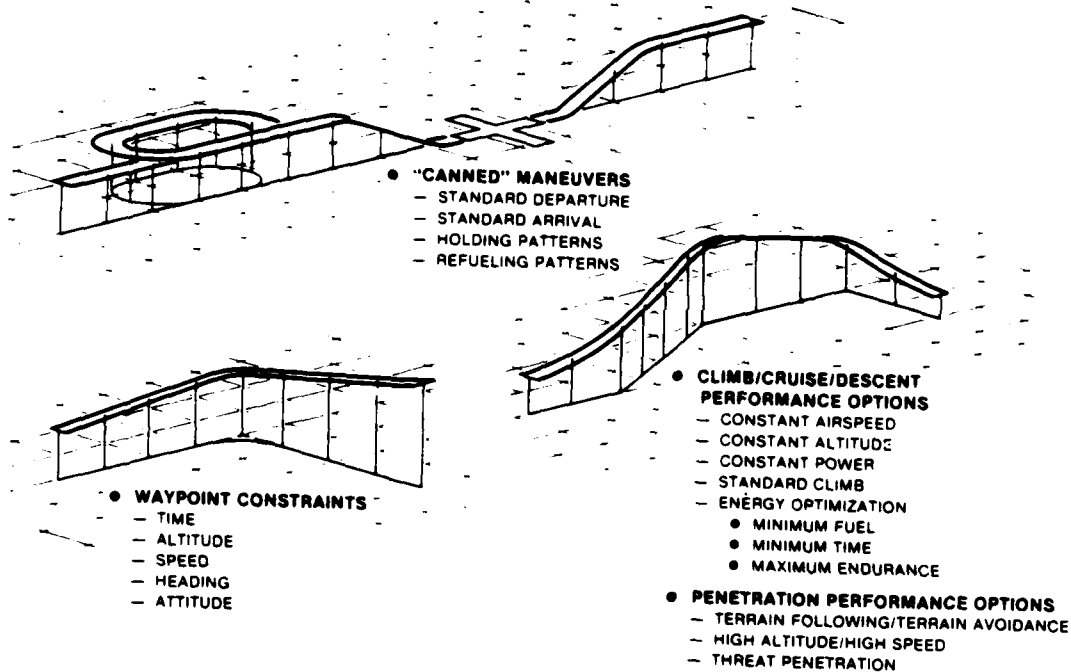 ● "CANNED" MANEUVERS
– STANDARD DEPARTURE
– STANDARD ARRIVAL
– HOLDING PATTERNS
– REFUELING PATTERNS
● WAYPOINT CONSTRAINTS
– TIME
– ALTITUDE
– SPEED
– HEADING
– ATTITUDE
● CLIMB/CRUISE/DESCENT
PERFORMANCE OPTIONS
– CONSTANT AIRSPEED
– CONSTANT ALTITUDE
– CONSTANT POWER
– STANDARD CLIMB
– ENERGY OPTIMIZATION
● MINIMUM FUEL
● MINIMUM TIME
● MAXIMUM ENDURANCE
● PENETRATION PERFORMANCE OPTIONS
– TERRAIN FOLLOWING/TERRAIN AVOIDANCE
– HIGH ALTITUDE/HIGH SPEED
– THREAT PENETRATION